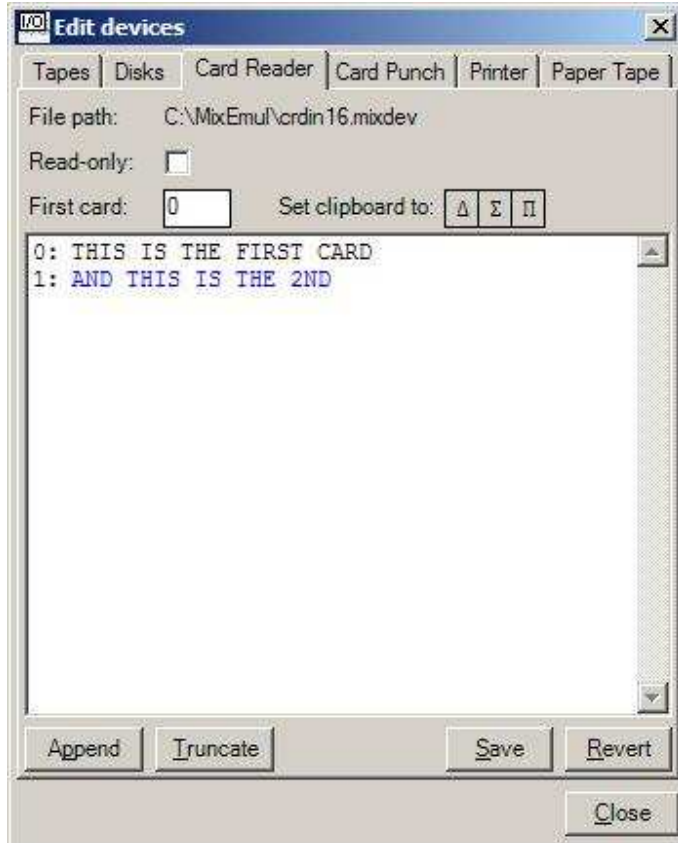 I/O Edit devices
Tapes Disks Card Reader Card Punch Printer Paper Tape
File path: C:\MixEmul\crdin16.mixdev
Read-only:
First card: 0 Set clipboard to: Δ Σ Π
0: THIS IS THE FIRST CARD
1: AND THIS IS THE 2ND
Append Truncate Save Revert
Close